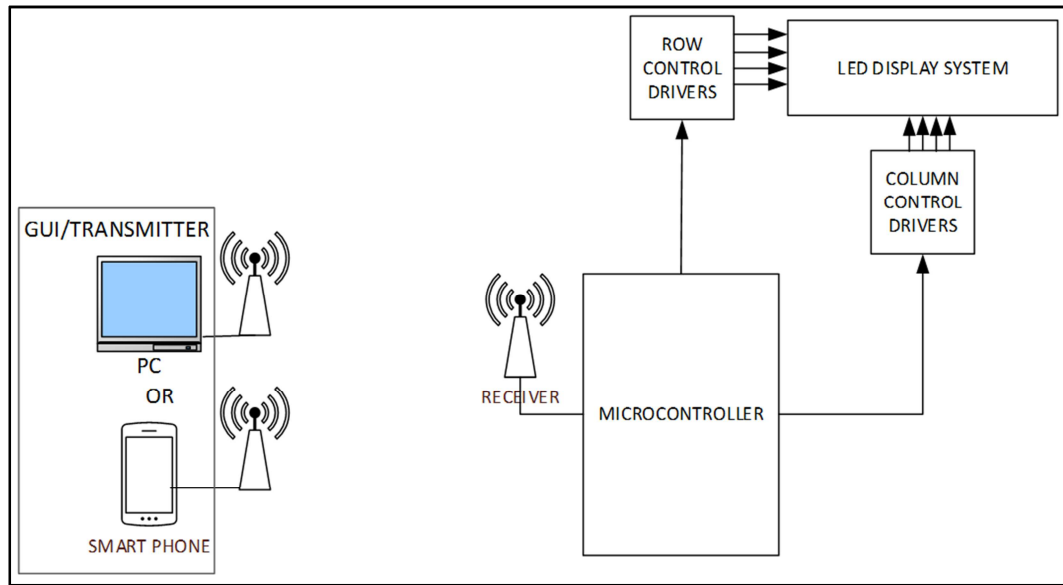 ROW
CONTROL
DRIVERS
LED DISPLAY SYSTEM
COLUMN
CONTROL
DRIVERS
GUI/TRANSMITTER
PC
OR
SMART PHONE
RECEIVER
MICROCONTROLLER